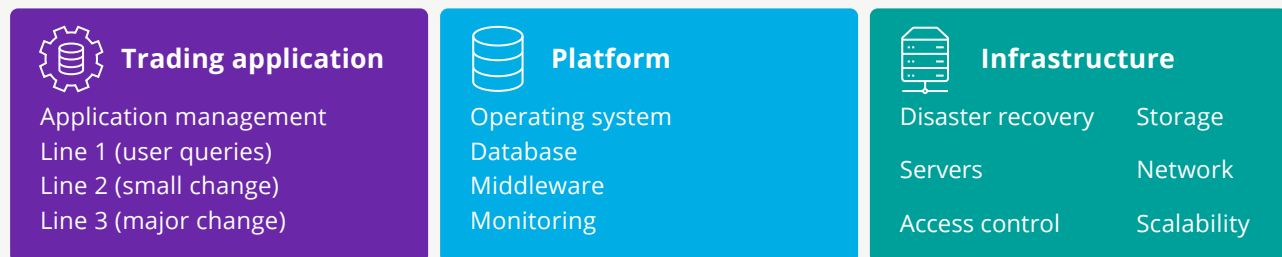 Trading application
Application management
Line 1 (user queries)
Line 2 (small change)
Line 3 (major change)
Platform
Operating system
Database
Middleware
Monitoring
Infrastructure
Disaster recovery Storage
Servers Network
Access control Scalability